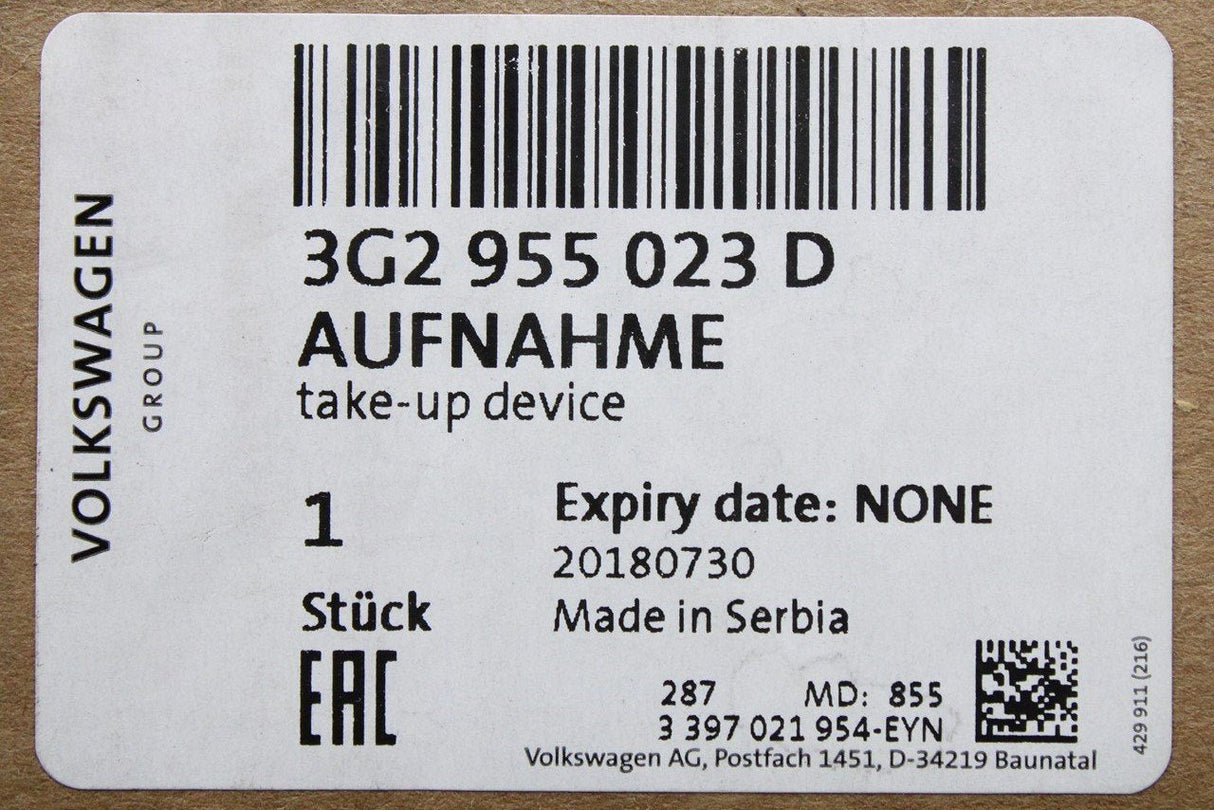 VOLKSWAGEN
GROUP
3G2 955 023 D
AUFNAHME
take-up device
1
Stück
EAC
Expiry date: NONE
20180730
Made in Serbia
287 MD: 855
3 397 021 954-EYN
Volkswagen AG, Postfach 1451, D-34219 Baunatal
429 911 (216)